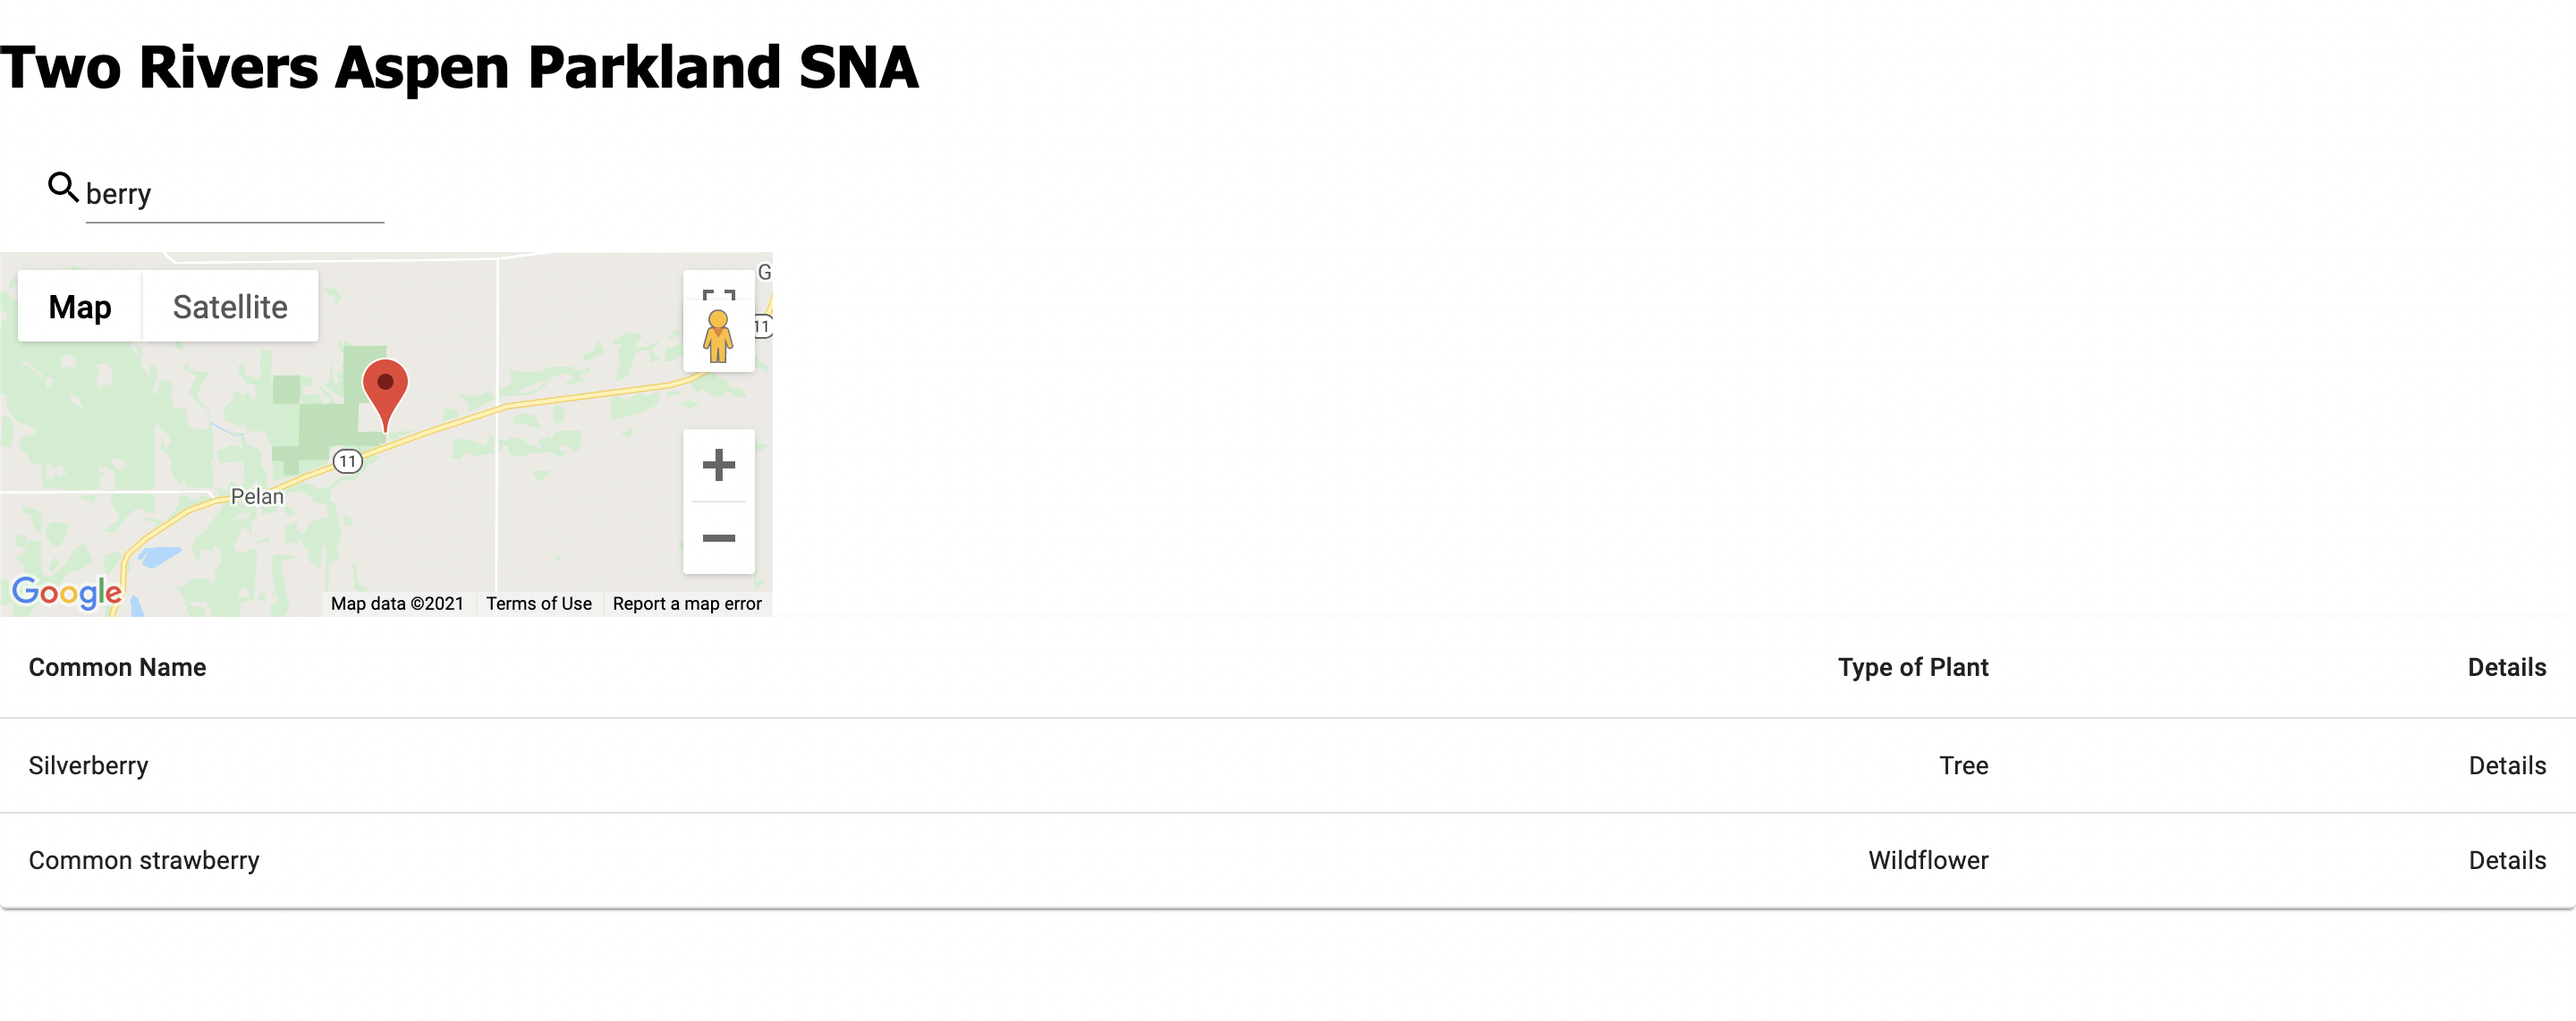 Two Rivers Aspen Parkland SNA
berry
Map Satellite
G
11
11
Pelan
Google
Map data ©2021 Terms of Use Report a map error
Common Name Type of Plant Details
Silverberry Tree Details
Common strawberry Wildflower Details